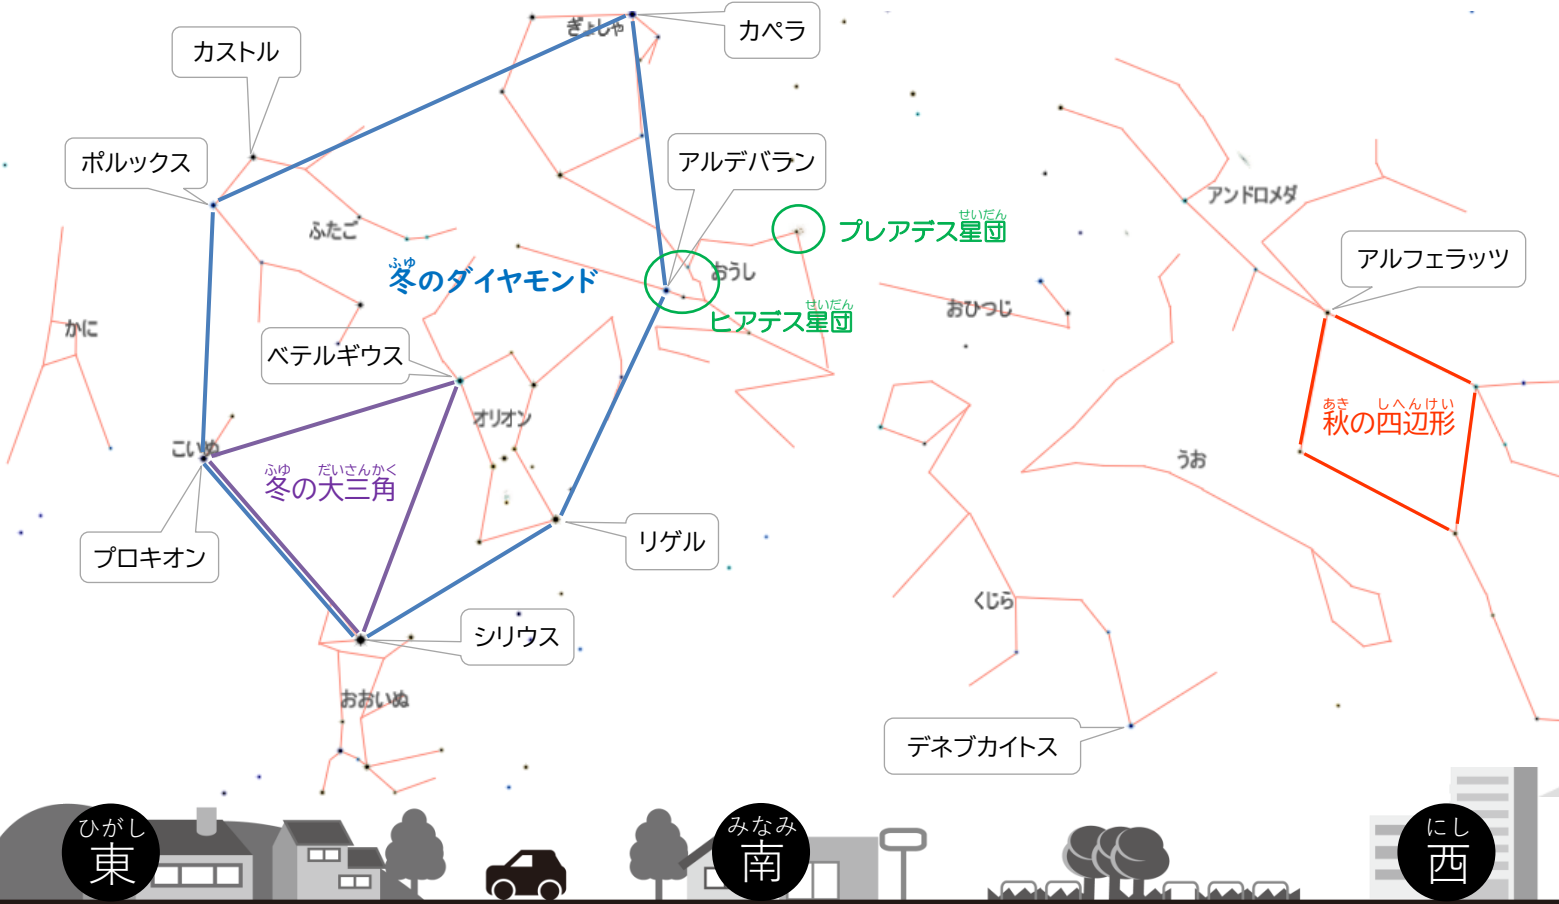 ぎょしゃ
カペラ
カストル
ポルックス
アルデバラン
アンドロメダ
せいだん
プレアデス星団
ふたご
アルフェラッツ
ふゆ
冬のダイヤモンド
おうし
せいだん
ヒアデス星団
おひつじ
かに
ベテルギウス
オリオン
あき しへんけい
秋の四辺形
こいぬ
うお
ふゆ だいさんかく
冬の大三角
プロキオン
リゲル
くじら
シリウス
おおいぬ
デネブカイトス
ひがし
東
みなみ
南
にし
西